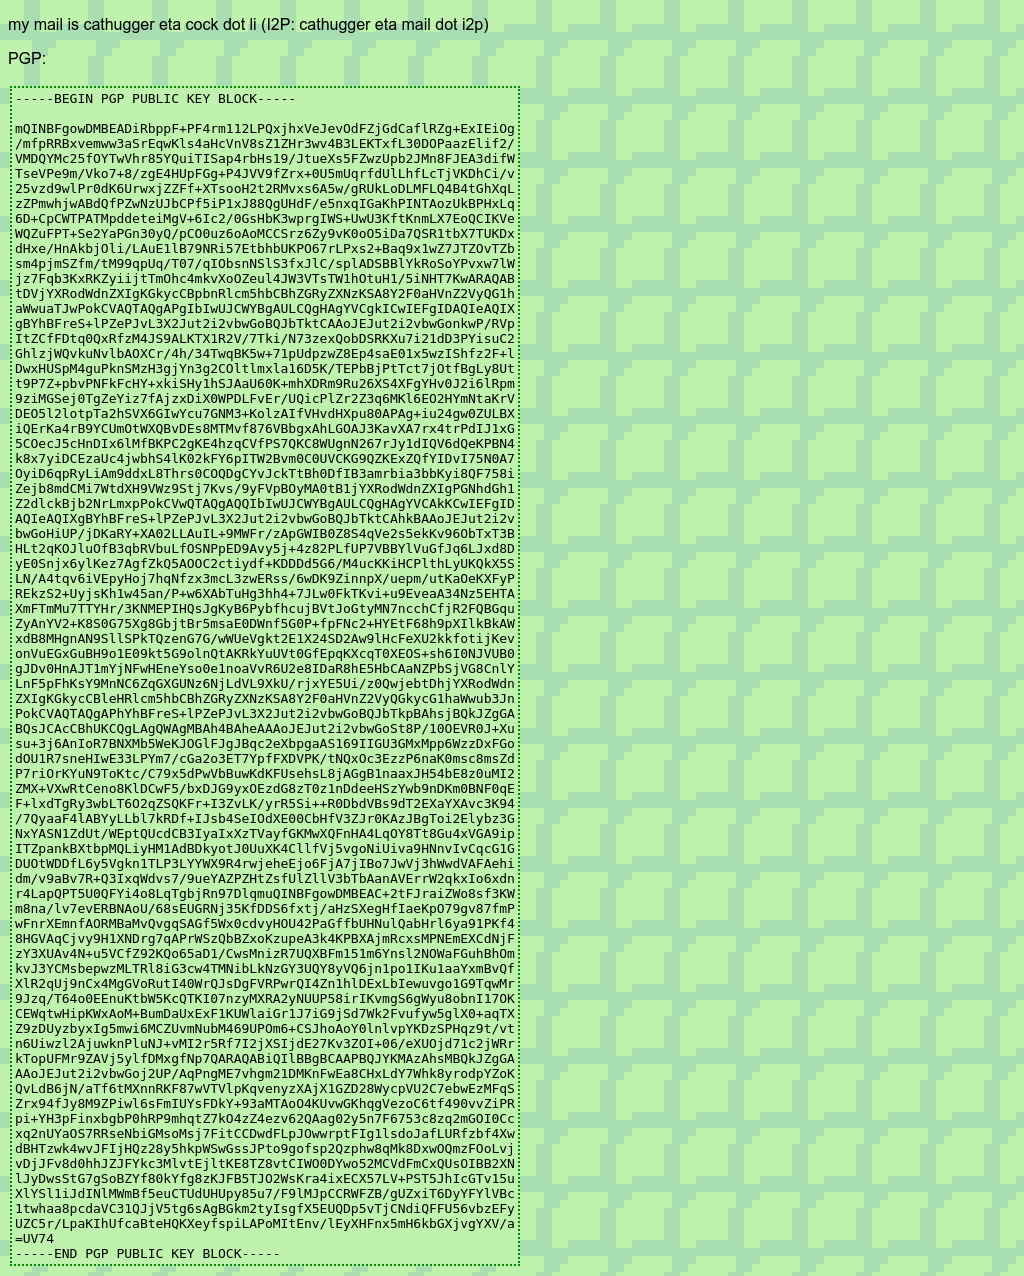 my mail is cathugger eta cock dot li (I2P: cathugger eta mail dot i2p)
PGP:
-----BEGIN PGP PUBLIC KEY BLOCK-----
mQINBFgowDMBEADiRbppF+PF4rm112LPQxjhxVeJevOdFZjGdCaflRZg+ExIEiOg
/mfpRRBxvemww3aSrEqwKls4aHcVnV8sZ1ZHr3wv4B3LEKTxfL30DOPaazElif2/
VMDQYMc25fOYTwVhr85YQuiTISap4rbHs19/JtueXs5FZwzUpb2JMn8FJEA3difW
TseVPe9m/Vko7+8/zgE4HUpFGg+P4JVV9fZrx+0U5mUqrfdUlLhfLcTjVKDhCi/v
25vzd9wlPr0dK6UrwxjZZFf+XTsooH2t2RMvxs6A5w/gRUkLoDLMFLQ4B4tGhXqL
zZPmwhjwABdQfPZwNzUJbCPf5iP1xJ88QgUHdF/e5nxqIGaKhPINTAozUkBPHxLq
6D+CpCWTPATMpddeteiMgV+6Ic2/0GsHbK3wprgIWS+UwU3KftKnmLX7EoQCIKVe
WQZuFPT+Se2YaPGn30yQ/pCO0uz6oAoMCCSrz6Zy9vK0oO5iDa7QSR1tbX7TUKDx
dHxe/HnAkbjOli/LAuE1lB79NRi57EtbhbUKPO67rLPxs2+Baq9x1wZ7JTZOvTZb
sm4pjmSZfm/tM99qpUq/T07/qIObsnNSlS3fxJlC/splADSBBlYkRoSoYPvxw7lW
jz7Fqb3KxRKZyiijtTmOhc4mkvXoOZeul4JW3VTsTW1hOtuH1/5iNHT7KwARAQAB
tDVjYXRodWdnZXIgKGkycCBpbnRlcm5hbCBhZGRyZXNzKSA8Y2F0aHVnZ2VyQG1h
aWwuaTJwPokCVAQTAQgAPgIbIwUJCWYBgAULCQgHAgYVCgkICwIEFgIDAQIeAQIX
gBYhBFreS+lPZePJvL3X2Jut2i2vbwGoBQJbTktCAAoJEJut2i2vbwGonkwP/RVp
ItZCfFDtq0QxRfzM4JS9ALKTX1R2V/7Tki/N73zexQobDSRKXu7i21dD3PYisuC2
GhlzjWQvkuNvlbAOXCr/4h/34TwqBK5w+71pUdpzwZ8Ep4saE01x5wzIShfz2F+l
DwxHUSpM4guPknSMzH3gjYn3g2COltlmxla16D5K/TEPbBjPtTct7jOtfBgLy8Ut
t9P7Z+pbvPNFkFcHY+xkiSHy1hSJAaU60K+mhXDRm9Ru26XS4XFgYHv0J2i6lRpm
9ziMGSej0TgZeYiz7fAjzxDiX0WPDLFvEr/UQicPlZr2Z3q6MKl6EO2HYmNtaKrV
DEO5l2lotpTa2hSVX6GIwYcu7GNM3+KolzAIfVHvdHXpu80APAg+iu24gw0ZULBX
iQErKa4rB9YCUmOtWXQBvDEs8MTMvf876VBbgxAhLGOAJ3KavXA7rx4trPdIJ1xG
5COecJ5cHnDIx6lMfBKPC2gKE4hzqCVfPS7QKC8WUgnN267rJy1dIQV6dQeKPBN4
k8x7yiDCEzaUc4jwbhS4lK02kFY6pITW2Bvm0C0UVCKG9QZKExZQfYIDvI75N0A7
OyiD6qpRyLiAm9ddxL8Thrs0COQDgCYvJckTtBh0DfIB3amrbia3bbKyi8QF758i
Zejb8mdCMi7WtdXH9VWz9Stj7Kvs/9yFVpBOyMA0tB1jYXRodWdnZXIgPGNhdGh1
Z2dlckBjb2NrLmxpPokCVwQTAQgAQQIbIwUJCWYBgAULCQgHAgYVCAkKCwIEFgID
AQIeAQIXgBYhBFreS+lPZePJvL3X2Jut2i2vbwGoBQJbTktCAhkBAAoJEJut2i2v
bwGoHiUP/jDKaRY+XA02LLAuIL+9MWFr/zApGWIB0Z8S4qVe2s5ekKv96ObTxT3B
HLt2qKOJluOfB3qbRVbuLfOSNPpED9Avy5j+4z82PLfUP7VBBYlVuGfJq6LJxd8D
yE0Snjx6ylKez7AgfZkQ5AOOC2ctiydf+KDDDd5G6/M4ucKKiHCPlthLyUKQkX5S
LN/A4tqv6iVEpyHoj7hqNfzx3mcL3zwERss/6wDK9ZinnpX/uepm/utKaOeKXFyP
REkzS2+UyjsKh1w45an/P+w6XAbTuHg3hh4+7JLw0FkTKvi+u9EveaA34Nz5EHTA
XmFTmMu7TTYHr/3KNMEPIHQsJgKyB6PybfhcujBVtJoGtyMN7ncchCfjR2FQBGqu
ZyAnYV2+K8S0G75Xg8GbjtBr5msaE0DWnf5G0P+fpFNc2+HYEtF68h9pXIlkBkAW
xdB8MHgnAN9SllSPkTQzenG7G/wWUeVgkt2E1X24SD2Aw9lHcFeXU2kkfotijKev
onVuEGxGuBH9o1E09kt5G9olnQtAKRkYuUVt0GfEpqKXcqT0XEOS+sh6I0NJVUB0
gJDv0HnAJT1mYjNFwHEneYso0e1noaVvR6U2e8IDaR8hE5HbCAaNZPbSjVG8CnlY
LnF5pFhKsY9MnNC6ZqGXGUNz6NjLdVL9XkU/rjxYE5Ui/z0QwjebtDhjYXRodWdn
ZXIgKGkycCBleHRlcm5hbCBhZGRyZXNzKSA8Y2F0aHVnZ2VyQGkycG1haWwub3Jn
PokCVAQTAQgAPhYhBFreS+lPZePJvL3X2Jut2i2vbwGoBQJbTkpBAhsjBQkJZgGA
BQsJCAcCBhUKCQgLAgQWAgMBAh4BAheAAAoJEJut2i2vbwGoSt8P/10OEVR0J+Xu
su+3j6AnIoR7BNXMb5WeKJOGlFJgJBqc2eXbpgaAS169IIGU3GMxMpp6WzzDxFGo
dOU1R7sneHIwE33LPYm7/cGa2o3ET7YpfFXDVPK/tNQxOc3EzzP6naK0msc8msZd
P7riOrKYuN9ToKtc/C79x5dPwVbBuwKdKFUsehsL8jAGgB1naaxJH54bE8z0uMI2
ZMX+VXwRtCeno8KlDCwF5/bxDJG9yxOEzdG8zT0z1nDdeeHSzYwb9nDKm0BNF0qE
F+lxdTgRy3wbLT6O2qZSQKFr+I3ZvLK/yrR5Si++R0DbdVBs9dT2EXaYXAvc3K94
/7QyaaF4lABYyLLbl7kRDf+IJsb4SeIOdXE00CbHfV3ZJr0KAzJBgToi2Elybz3G
NxYASN1ZdUt/WEptQUcdCB3IyaIxXzTVayfGKMwXQFnHA4LqOY8Tt8Gu4xVGA9ip
ITZpankBXtbpMQLiyHM1AdBDkyotJ0UuXK4CllfVj5vgoNiUiva9HNnvIvCqcG1G
DUOtWDDfL6y5Vgkn1TLP3LYYWX9R4rwjeheEjo6FjA7jIBo7JwVj3hWwdVAFAehi
dm/v9aBv7R+Q3IxqWdvs7/9ueYAZPZHtZsfUlZllV3bTbAanAVErrW2qkxIo6xdn
r4LapQPT5U0QFYi4o8LqTgbjRn97DlqmuQINBFgowDMBEAC+2tFJraiZWo8sf3KW
m8na/lv7evERBNAoU/68sEUGRNj35KfDDS6fxtj/aHzSXegHfIaeKpO79gv87fmP
wFnrXEmnfAORMBaMvQvgqSAGf5Wx0cdvyHOU42PaGffbUHNulQabHrl6ya91PKf4
8HGVAqCjvy9H1XNDrg7qAPrWSzQbBZxoKzupeA3k4KPBXAjmRcxsMPNEmEXCdNjF
zY3XUAv4N+u5VCfZ92KQo65aD1/CwsMnizR7UQXBFm151m6Ynsl2NOWaFGuhBhOm
kvJ3YCMsbepwzMLTRl8iG3cw4TMNibLkNzGY3UQY8yVQ6jn1po1IKu1aaYxmBvQf
XlR2qUj9nCx4MgGVoRutI40WrQJsDgFVRPwrQI4Zn1hlDExLbIewuvgo1G9TqwMr
9Jzq/T64o0EEnuKtbW5KcQTKI07nzyMXRA2yNUUP58irIKvmgS6gWyu8obnI17OK
CEWqtwHipKWxAoM+BumDaUxExF1KUWlaiGr1J7iG9jSd7Wk2Fvufyw5glX0+aqTX
Z9zDUyzbyxIg5mwi6MCZUvmNubM469UPOm6+CSJhoAoY0lnlvpYKDzSPHqz9t/vt
n6Uiwzl2AjuwknPluNJ+vMI2r5Rf7I2jXSIjdE27Kv3ZOI+06/eXUOjd71c2jWRr
kTopUFMr9ZAVj5ylfDMxgfNp7QARAQABiQIlBBgBCAAPBQJYKMAzAhsMBQkJZgGA
AAoJEJut2i2vbwGoj2UP/AqPngME7vhgm21DMKnFwEa8CHxLdY7Whk8yrodpYZoK
QvLdB6jN/aTf6tMXnnRKF87wVTVlpKqvenyzXAjX1GZD28WycpVU2C7ebwEzMFqS
Zrx94fJy8M9ZPiwl6sFmIUYsFDkY+93aMTAoO4KUvwGKhqgVezoC6tf490vvZiPR
pi+YH3pFinxbgbP0hRP9mhqtZ7kO4zZ4ezv62QAag02y5n7F6753c8zq2mGOI0Cc
xq2nUYaOS7RRseNbiGMsoMsj7FitCCDwdFLpJOwwrptFIg1lsdoJafLURfzbf4Xw
dBHTzwk4wvJFIjHQz28y5hkpWSwGssJPto9gofsp2Qzphw8qMk8DxwOQmzFOoLvj
vDjJFv8d0hhJZJFYkc3MlvtEjltKE8TZ8vtCIWO0DYwo52MCVdFmCxQUsOIBB2XN
lJyDwsStG7gSoBZYf80kYfg8zKJFB5TJO2WsKra4ixECX57LV+PST5JhIcGTv15u
XlYSl1iJdINlMWmBf5euCTUdUHUpy85u7/F9lMJpCCRWFZB/gUZxiT6DyYFYlVBc
1twhaa8pcdaVC31QJjV5tg6sAgBGkm2tyIsgfX5EUQDp5vTjCNdiQFFU56vbzEFy
UZC5r/LpaKIhUfcaBteHQKXeyfspiLAPoMItEnv/lEyXHFnx5mH6kbGXjvgYXV/a
=UV74
-----END PGP PUBLIC KEY BLOCK-----